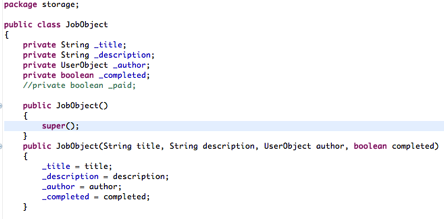 package storage;
public class JobObject
{
private String _title;
private String _description;
private UserObject _author;
private boolean _completed;
//private boolean _paid;
public JobObject()
{
super();
}
public JobObject(String title, String description, UserObject author, boolean completed)
{
_title = title;
_description = description;
_author = author;
_completed = completed;
}